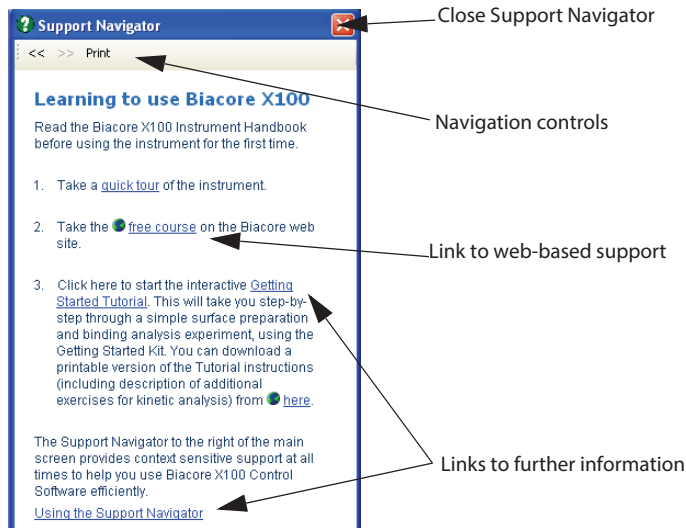 Support Navigator
Close Support Navigator
<< >> Print
Learning to use Biacore X100
Read the Biacore X100 Instrument Handbook
before using the instrument for the first time.
Navigation controls
1. Take a quick tour of the instrument.
2. Take the free course on the Biacore web
site.
Link to web-based support
3. Click here to start the interactive Getting
Started Tutorial. This will take you step-by-
step through a simple surface preparation
and binding analysis experiment, using the
Getting Started Kit. You can download a
printable version of the Tutorial instructions
(including description of additional
exercises for kinetic analysis) from here.
The Support Navigator to the right of the main
screen provides context sensitive support at all
times to help you use Biacore X100 Control
Software efficiently.
Links to further information
Using the Support Navigator